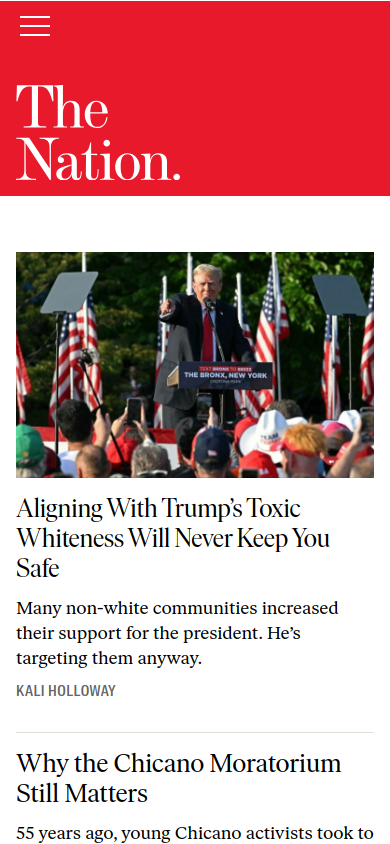 The
Nation.
TEXT BRONX TO 88022
THE BRONX, NEW YORK
CROTONA PARK
TEAM
Aligning With Trump's Toxic
Whiteness Will Never Keep You
Safe
Many non-white communities increased
their support for the president. He's
targeting them anyway.
KALI HOLLOWAY
Why the Chicano Moratorium
Still Matters
55 years ago, young Chicano activists took to